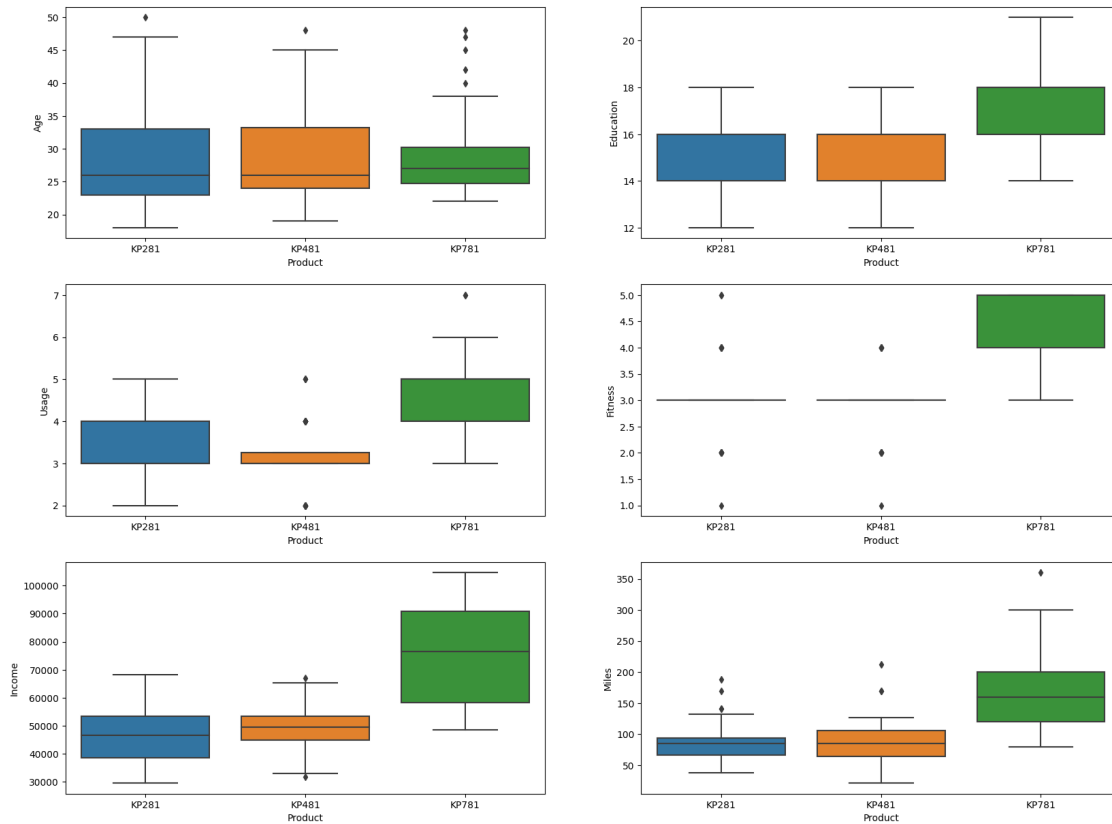 Age
50
45
40
35
30
25
20
KP281 KP481 KP781
Product
Education
20
18
16
14
12
KP281 KP481 KP781
Product
Usage
7
6
5
4
3
2
KP281 KP481 KP781
Product
Fitness
5.0
4.5
4.0
3.5
3.0
2.5
2.0
1.5
1.0
KP281 KP481 KP781
Product
Income
100000
90000
80000
70000
60000
50000
40000
30000
KP281 KP481 KP781
Product
Miles
350
300
250
200
150
100
50
KP281 KP481 KP781
Product